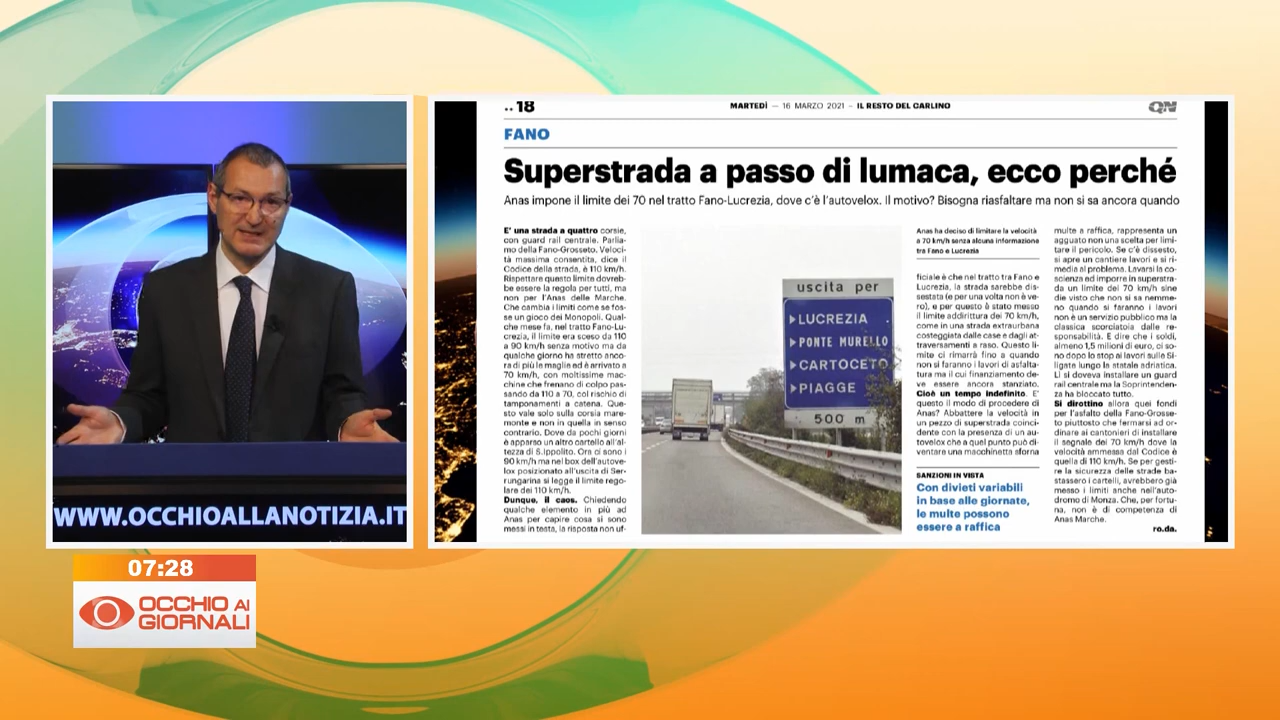 .. 18
MARTEDÌ — 16 MARZO 2021 – IL RESTO DEL CARLINO
QN
FANO
Superstrada a passo di lumaca, ecco perché
Anas impone il limite dei 70 nel tratto Fano-Lucrezia, dove c'è l'autovelox. Il motivo? Bisogna riasfaltare ma non si sa ancora quando
E' una strada a quattro corsie,
con guard rail centrale. Parlia-
mo della Fano-Grosseto. Veloci-
tà massima consentita, dice il
Codice della strada, è 110 km/h.
Rispettare questo limite dovreb-
be essere la regola per tutti, ma
non per l'Anas delle Marche.
Che cambia i limiti come se fos-
se un gioco del Monopoli. Qual-
che mese fa, nel tratto Fano-Lu-
crezia, il limite era sceso da 110
a 90 km/h senza motivo ma da
qualche giorno ha stretto anco-
ra di più le maglie ed è arrivato a
70 km/h, con moltissime mac-
chine che frenano di colpo pas-
sando da 110 a 70, col rischio di
tamponamenti a catena. Que-
sto vale solo sulla corsia mare-
monte e non in quella in senso
contrario. Dove da pochi giorni
è apparso un altro cartello all'al-
tezza di S.Ippolito. Ora ci sono i
90 km/h ma nel box dell'autove-
lox posizionato all'uscita di Ser-
rungarina si legge il limite rego-
lare dei 110 km/h.
Dunque, il caos. Chiedendo
qualche elemento in più ad
Anas per capire cosa si sono
messi in testa, la risposta non uf-
uscita per
LUCREZIA
PONTE MURELLO
CARTOCETO
PIAGGE
500 m
Anas ha deciso di limitare la velocità
a 70 km/h senza alcuna informazione
tra Fano e Lucrezia
ficiale è che nel tratto tra Fano e
Lucrezia, la strada sarebbe dis-
sestata (e per una volta non è ve-
ro), e per questo è stato messo
il limite addirittura dei 70 km/h,
come in una strada extraurbana
costeggiata dalle case e dagli at-
traversamenti a raso. Questo li-
mite ci rimarrà fino a quando
non si faranno i lavori di asfalta-
tura ma il cui finanziamento de-
ve essere ancora stanziato.
Cioè un tempo indefinito. E'
questo il modo di procedere di
Anas? Abbattere la velocità in
un pezzo di superstrada coinci-
dente con la presenza di un au-
tovelox che a quel punto può di-
ventare una macchinetta sforna
SANZIONI IN VISTA
Con divieti variabili
in base alle giornate,
le multe possono
essere a raffica
multe a raffica, rappresenta un
agguato non una scelta per limi-
tare il pericolo. Se c'è dissesto,
si apre un cantiere lavori e si ri-
media al problema. Lavarsi la co-
scienza ed imporre in superstra-
da un limite dei 70 km/h sine
die visto che non si sa nemme-
no quando si faranno i lavori
non è un servizio pubblico ma la
classica scorciatoia dalle re-
sponsabilità. E dire che i soldi,
almeno 1,5 milioni di euro, ci so-
no dopo lo stop ai lavori sulla Si-
ligate lungo la statale adriatica.
Lì si doveva installare un guard
rail centrale ma la Soprintenden-
za ha bloccato tutto.
Si dirottino allora quei fondi
per l'asfalto della Fano-Grosse-
to piuttosto che fermarsi ad or-
dinare ai cantonieri di installare
il segnale dei 70 km/h dove la
velocità ammessa dal Codice è
quella di 110 km/h. Se per gesti-
re la sicurezza delle strade ba-
stassero i cartelli, avrebbero già
messo i limiti anche nell'auto-
dromo di Monza. Che, per fortu-
na, non è di competenza di
Anas Marche.
ro.da.
WWW.OCCHIOALLANOTIZIA.IT
07:28
OCCHIO AI
GIORNALI